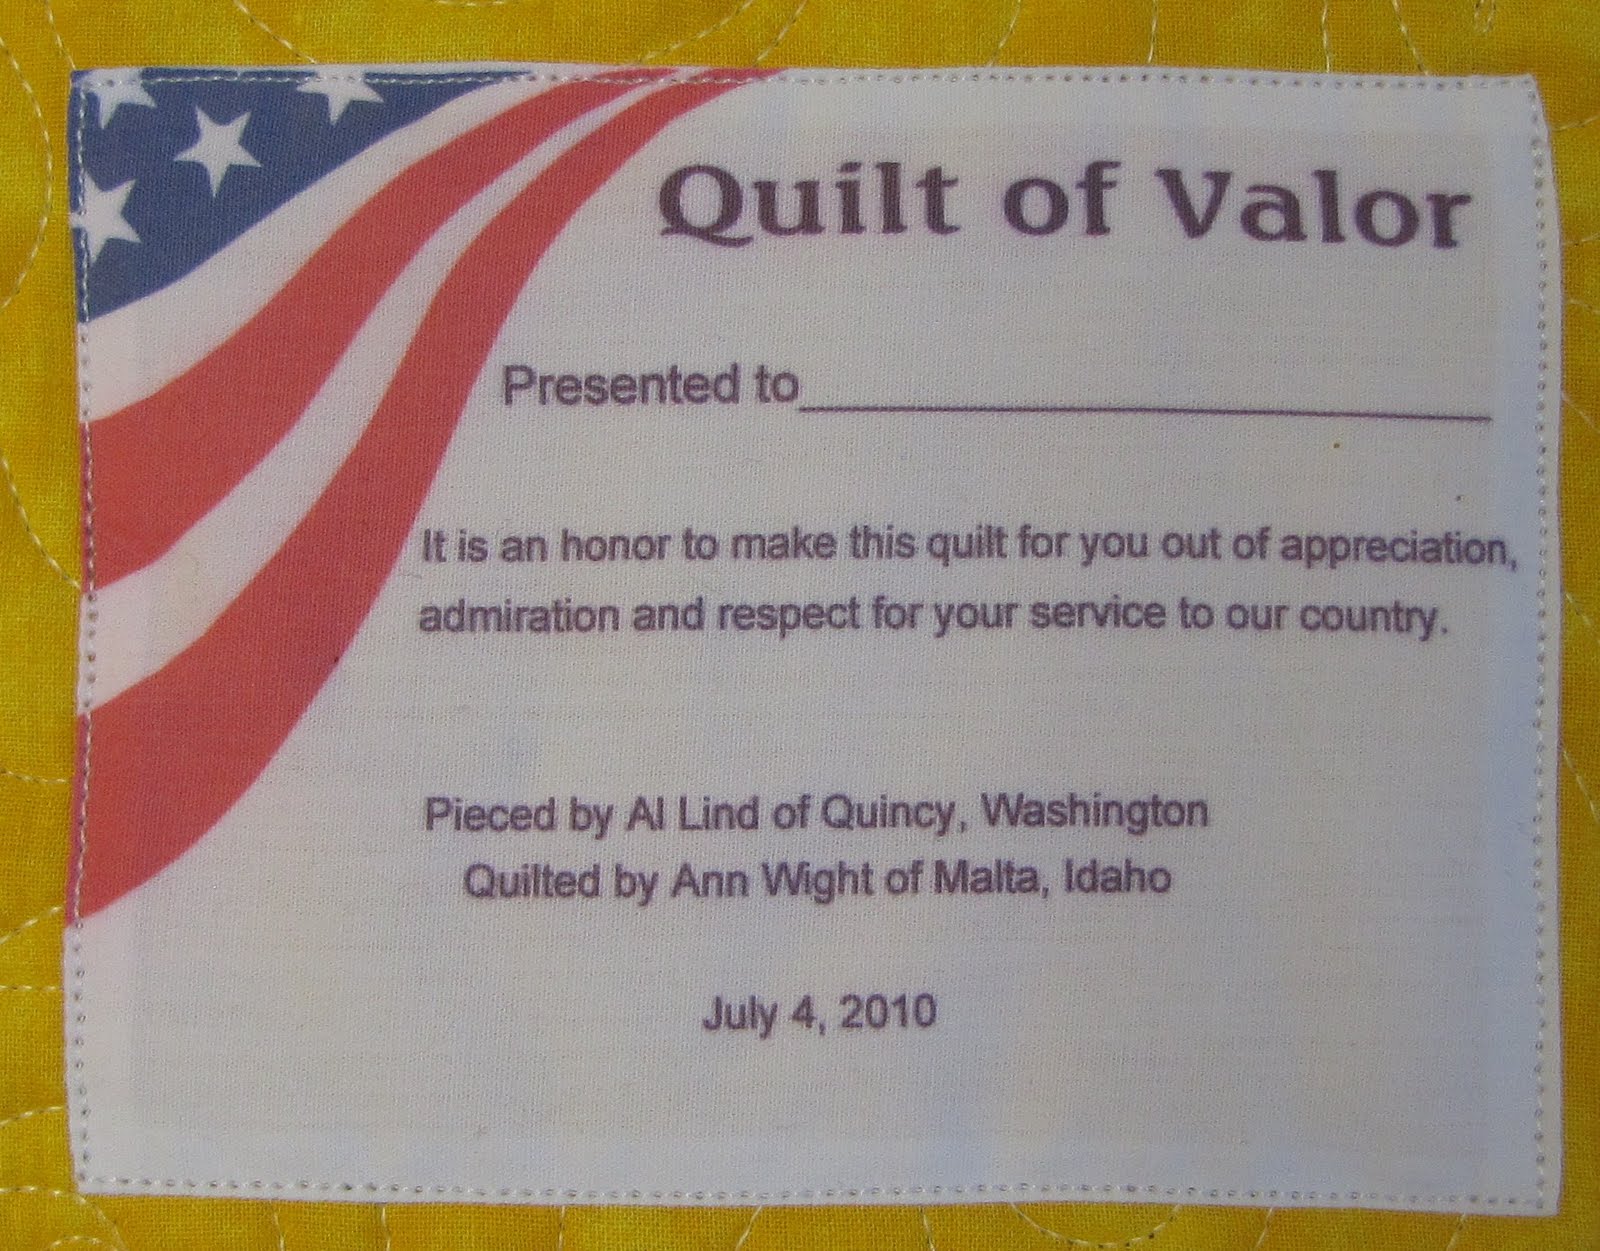 Quilt of Valor
Presented to
It is an honor to make this quilt for you out of appreciation,
admiration and respect for your service to our country.
Pieced by Al Lind of Quincy, Washington
Quilted by Ann Wight of Malta, Idaho
July 4, 2010